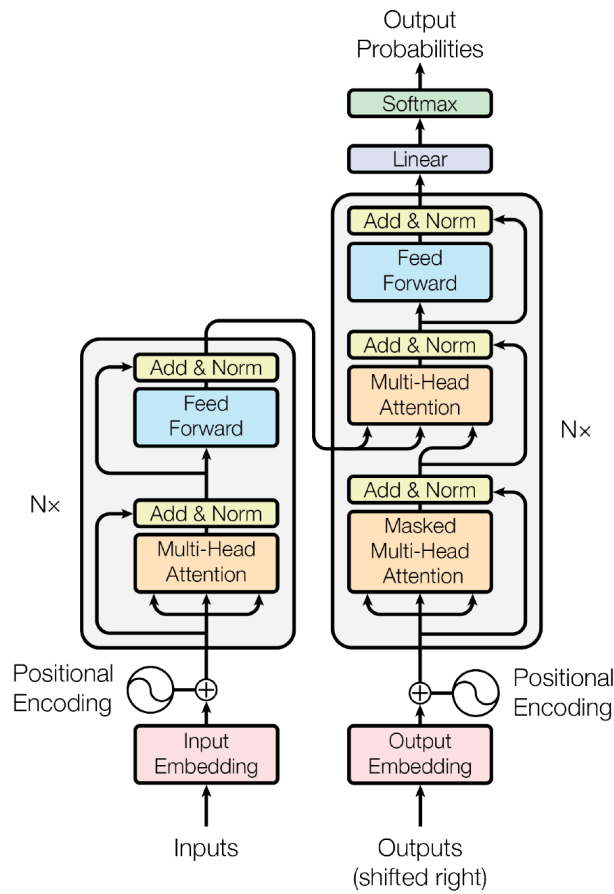 Output
Probabilities
Softmax
Linear
Add & Norm
Feed
Forward
Add & Norm
Multi-Head
Attention
Add & Norm
Masked
Multi-Head
Attention
N×
Positional
Encoding
Output
Embedding
Outputs
(shifted right)
Add & Norm
Feed
Forward
Add & Norm
Multi-Head
Attention
N×
Positional
Encoding
Input
Embedding
Inputs